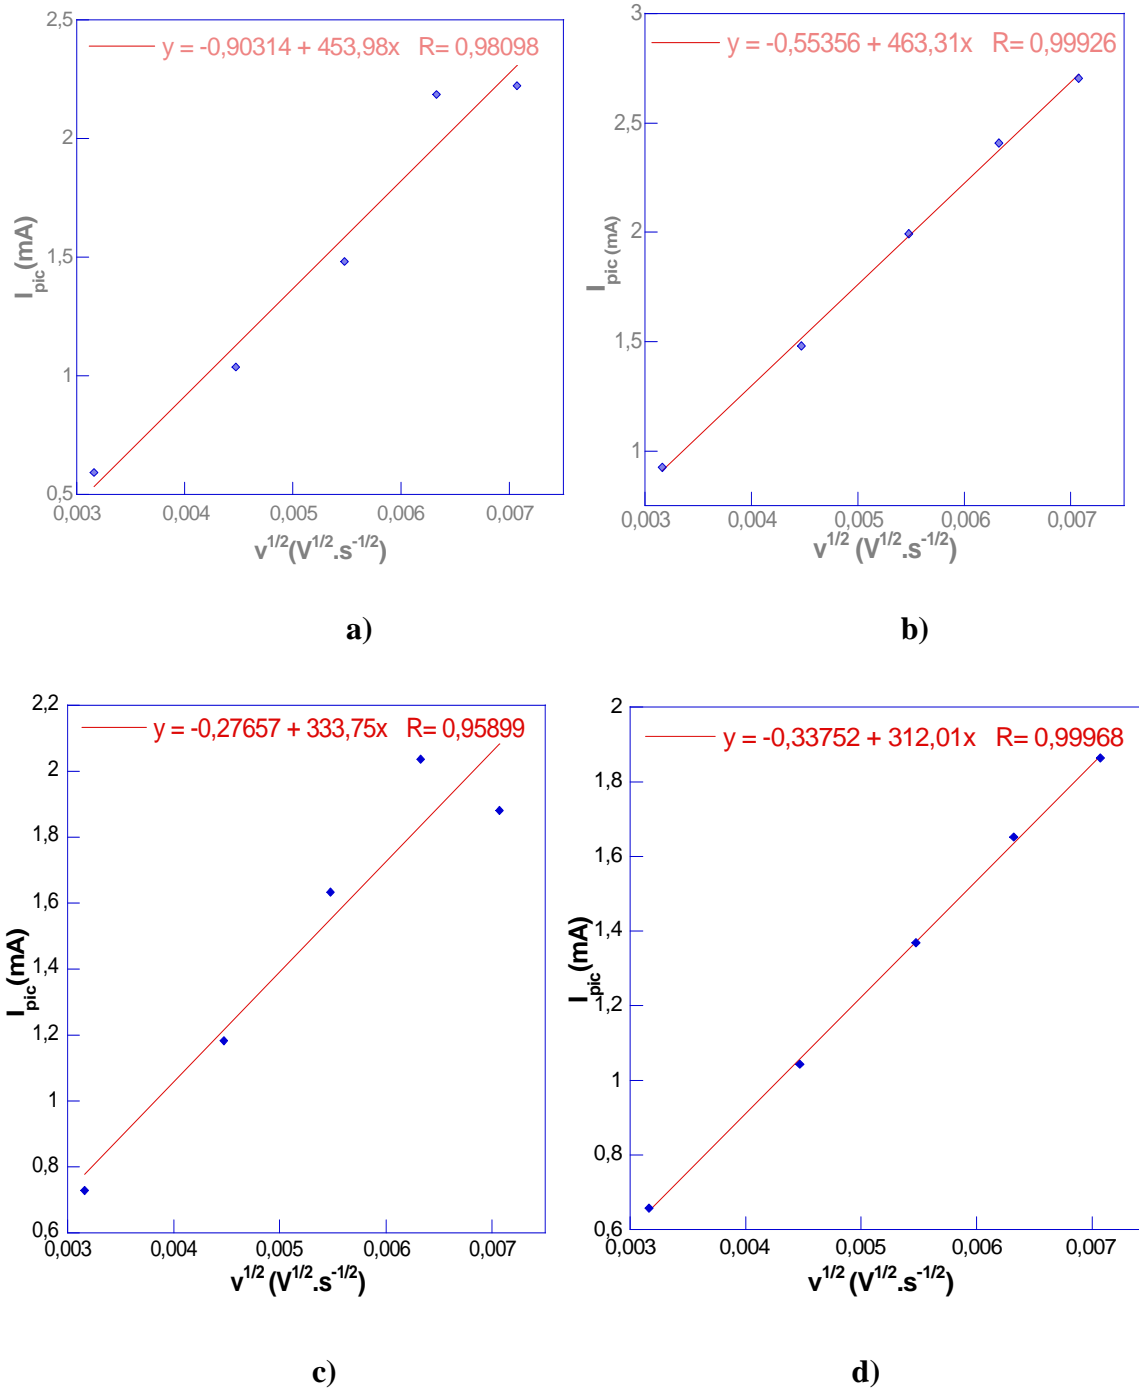 2,5
y = -0,90314 + 453,98x R= 0,98098
2
1,5
1
0,5
I_pic(mA)
0,003 0,004 0,005 0,006 0,007
v^1/2(V^1/2.s^-1/2)
a)
3
y = -0,55356 + 463,31x R= 0,99926
2,5
2
1,5
1
I_pic (mA)
0,003 0,004 0,005 0,006 0,007
v^1/2 (V^1/2.s^-1/2)
b)
2,2
y = -0,27657 + 333,75x R= 0,95899
2
1,8
1,6
1,4
1,2
1
0,8
0,6
I_pic(mA)
0,003 0,004 0,005 0,006 0,007
v^1/2 (V^1/2.s^-1/2)
c)
2
y = -0,33752 + 312,01x R= 0,99968
1,8
1,6
1,4
1,2
1
0,8
0,6
I_pic(mA)
0,003 0,004 0,005 0,006 0,007
v^1/2 (V^1/2.s^-1/2)
d)